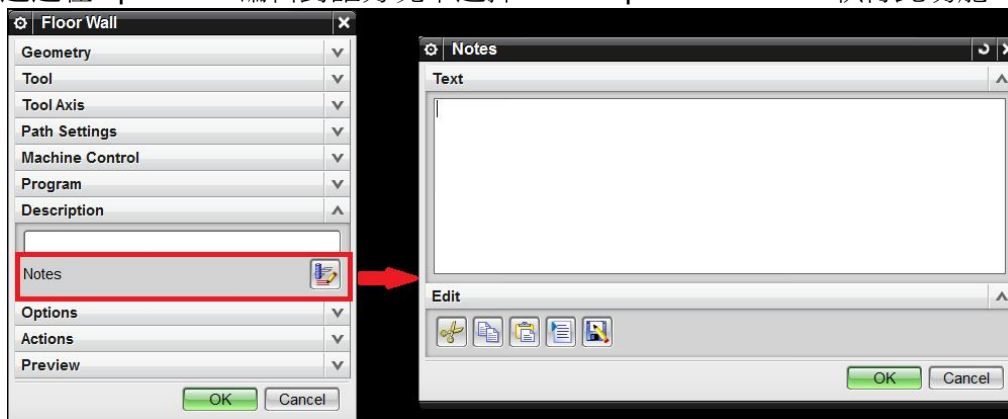 Floor Wall
Geometry
Tool
Tool Axis
Path Settings
Machine Control
Program
Description
Notes
Options
Actions
Preview
OK Cancel
Notes
Text
Edit
OK Cancel